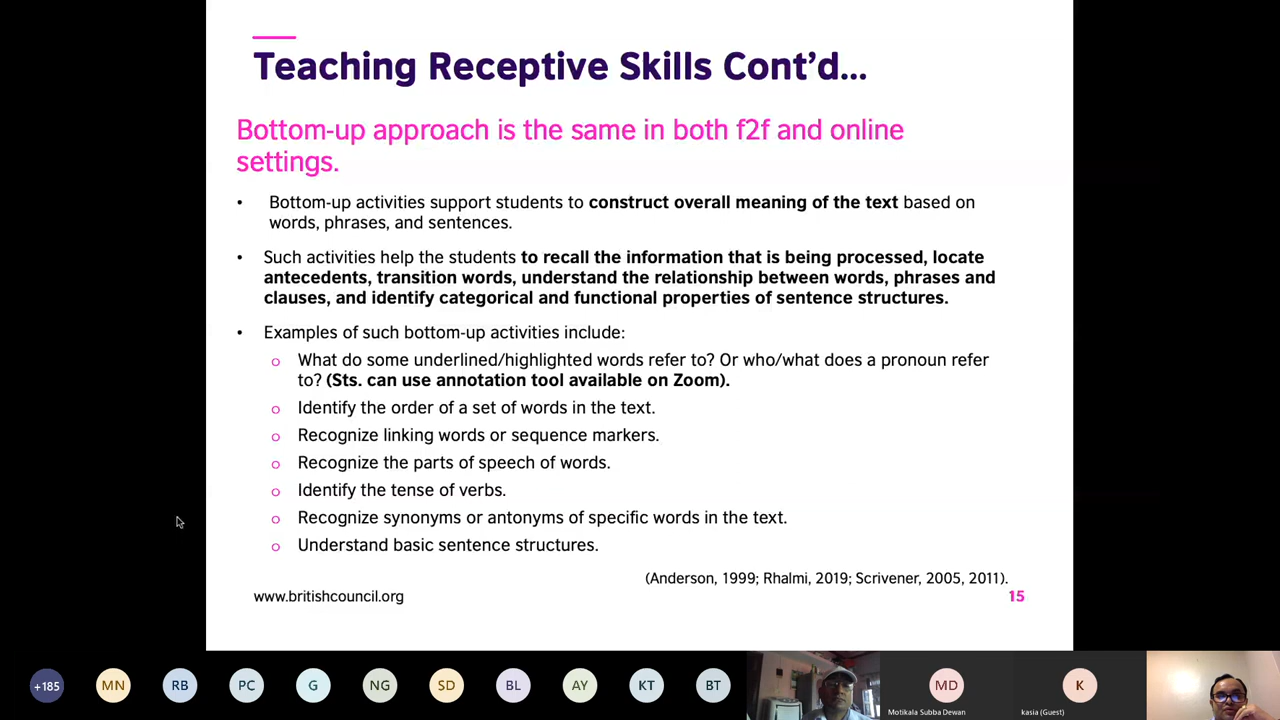 Teaching Receptive Skills Cont’d...
Bottom-up approach is the same in both f2f and online
settings.
• Bottom-up activities support students to construct overall meaning of the text based on
words, phrases, and sentences.
• Such activities help the students to recall the information that is being processed, locate
antecedents, transition words, understand the relationship between words, phrases and
clauses, and identify categorical and functional properties of sentence structures.
• Examples of such bottom-up activities include:
o What do some underlined/highlighted words refer to? Or who/what does a pronoun refer
to? (Sts. can use annotation tool available on Zoom).
o Identify the order of a set of words in the text.
o Recognize linking words or sequence markers.
o Recognize the parts of speech of words.
o Identify the tense of verbs.
o Recognize synonyms or antonyms of specific words in the text.
o Understand basic sentence structures.
(Anderson, 1999; Rhalmi, 2019; Scrivener, 2005, 2011).
www.britishcouncil.org 15
+185 MN RB PC G NG SD BL AY KT BT MD K
Motikala Subba Dewan kasia (Guest)